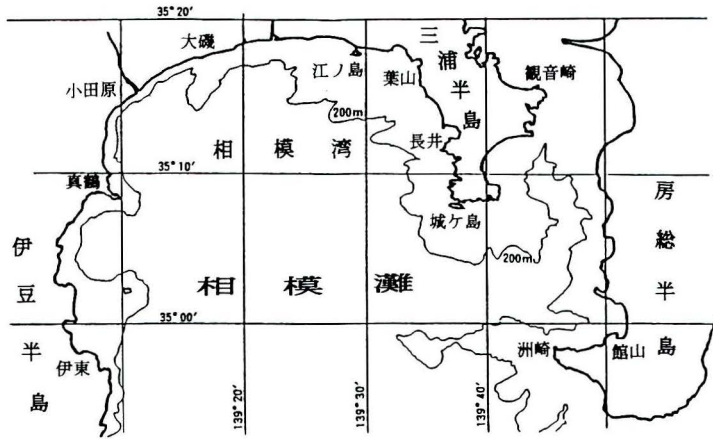 35°20'
大磯
小田原
江ノ島
葉山
三浦半島
観音崎
200m
長井
相模湾
35°10'
真鶴
城ケ島
房総半島
伊豆半島
200m
相模灘
35°00'
伊東
洲崎
館山
139°20'
139°30'
139°40'